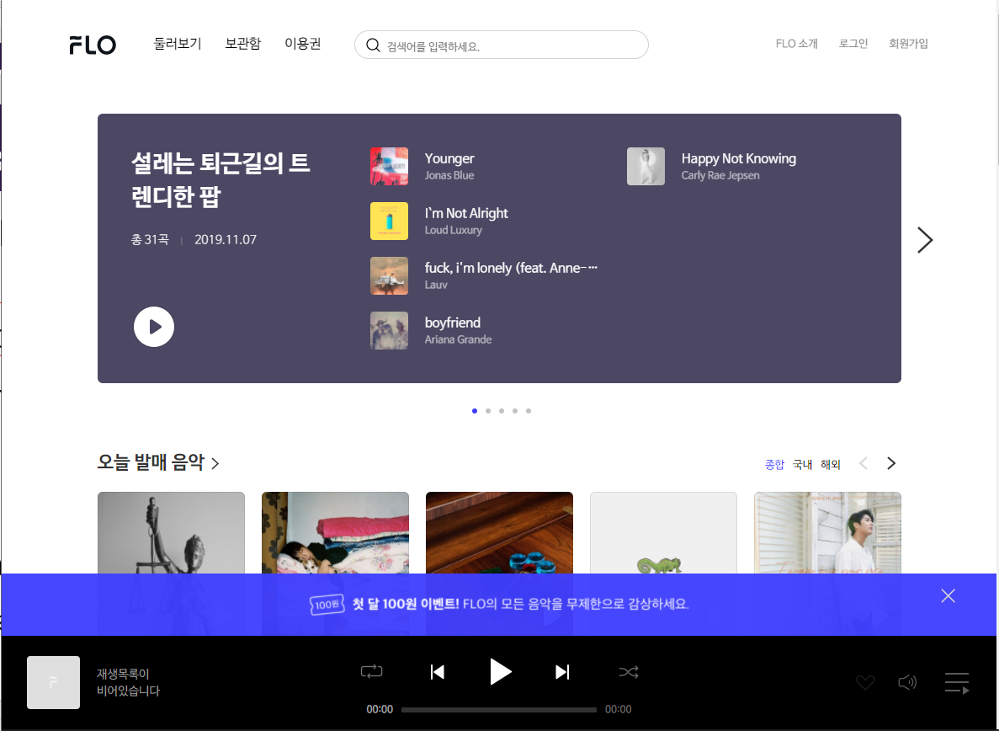 FLO 둘러보기 보관함 이용권 검색어를 입력하세요. FLO 소개 로그인 회원가입
설레는 퇴근길의 트
렌디한 팝
총 31곡 | 2019.11.07
Younger
Jonas Blue
I`m Not Alright
Loud Luxury
fuck, i'm lonely (feat. Anne-···
Lauv
boyfriend
Ariana Grande
Happy Not Knowing
Carly Rae Jepsen
오늘 발매 음악
종합 국내 해외
100원 첫 달 100원 이벤트! FLO의 모든 음악을 무제한으로 감상하세요.
재생목록이
비어있습니다
00:00 00:00